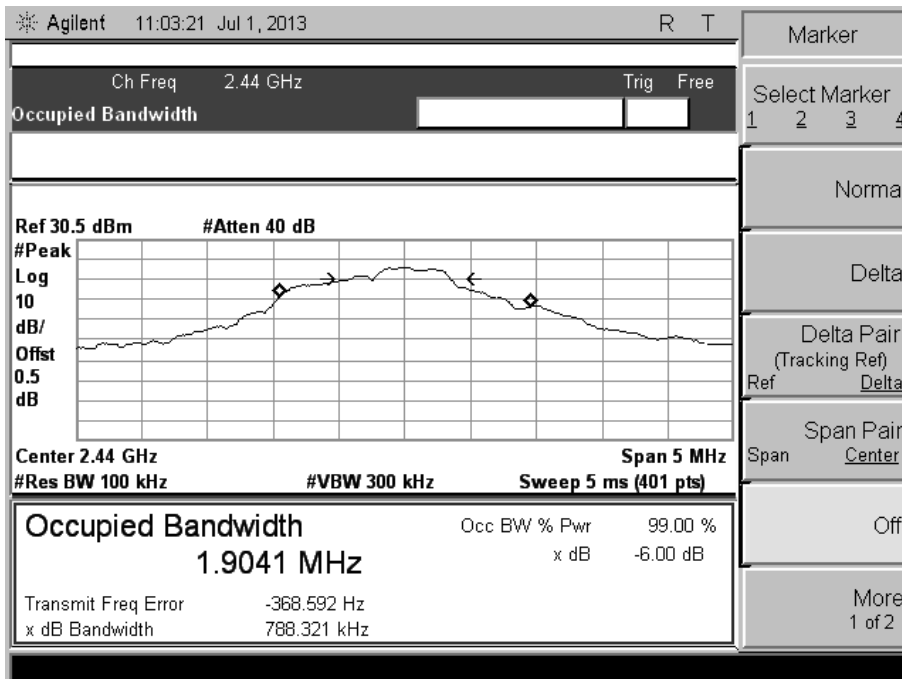 Agilent 11:03:21 Jul 1, 2013 R T
Ch Freq 2.44 GHz Trig Free
Occupied Bandwidth
Ref 30.5 dBm #Atten 40 dB
#Peak
Log
10
dB/
Offst
0.5
dB
Center 2.44 GHz Span 5 MHz
#Res BW 100 kHz #VBW 300 kHz Sweep 5 ms (401 pts)
Occupied Bandwidth
1.9041 MHz
Occ BW % Pwr 99.00 %
x dB -6.00 dB
Transmit Freq Error -368.592 Hz
x dB Bandwidth 788.321 kHz
Marker
Select Marker
1 2 3 4
Norma
Delta
Delta Pair
(Tracking Ref)
Ref Delta
Span Pair
Span Center
Off
More
1 of 2